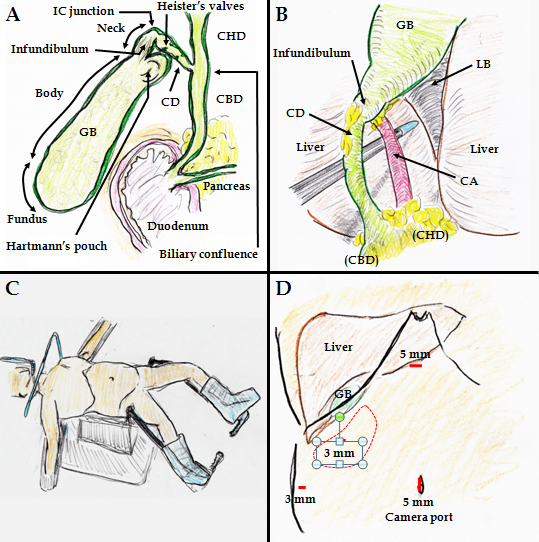 A
IC junction
Heister's valves
Neck
Infundibulum
CHD
Body
CD
CBD
GB
Pancreas
Fundus
Duodenum
Hartmann's pouch
Biliary confluence
B
GB
Infundibulum
LB
CD
Liver
Liver
CA
(CHD)
(CBD)
C
D
Liver
5 mm
GB
3 mm
3 mm
5 mm
Camera port